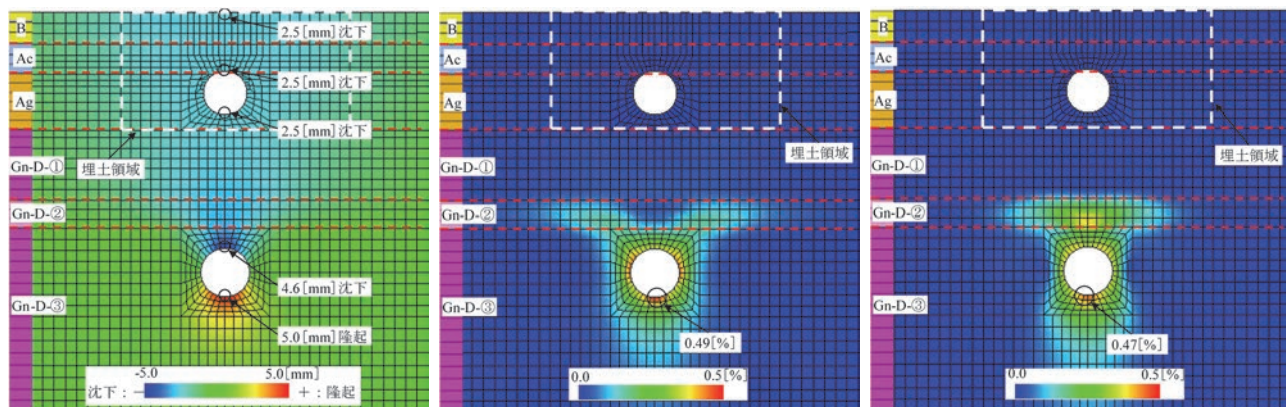 B
Ac
Ag
Gn-D-①
Gn-D-②
Gn-D-③
2.5[mm]沈下
2.5[mm]沈下
2.5[mm]沈下
埋土領域
4.6[mm]沈下
5.0[mm]隆起
-5.0 5.0[mm]
沈下：− ＋：隆起
B
Ac
Ag
Gn-D-①
Gn-D-②
Gn-D-③
埋土領域
0.49[%]
0.0 0.5[%]
B
Ac
Ag
Gn-D-①
Gn-D-②
Gn-D-③
埋土領域
0.47[%]
0.0 0.5[%]